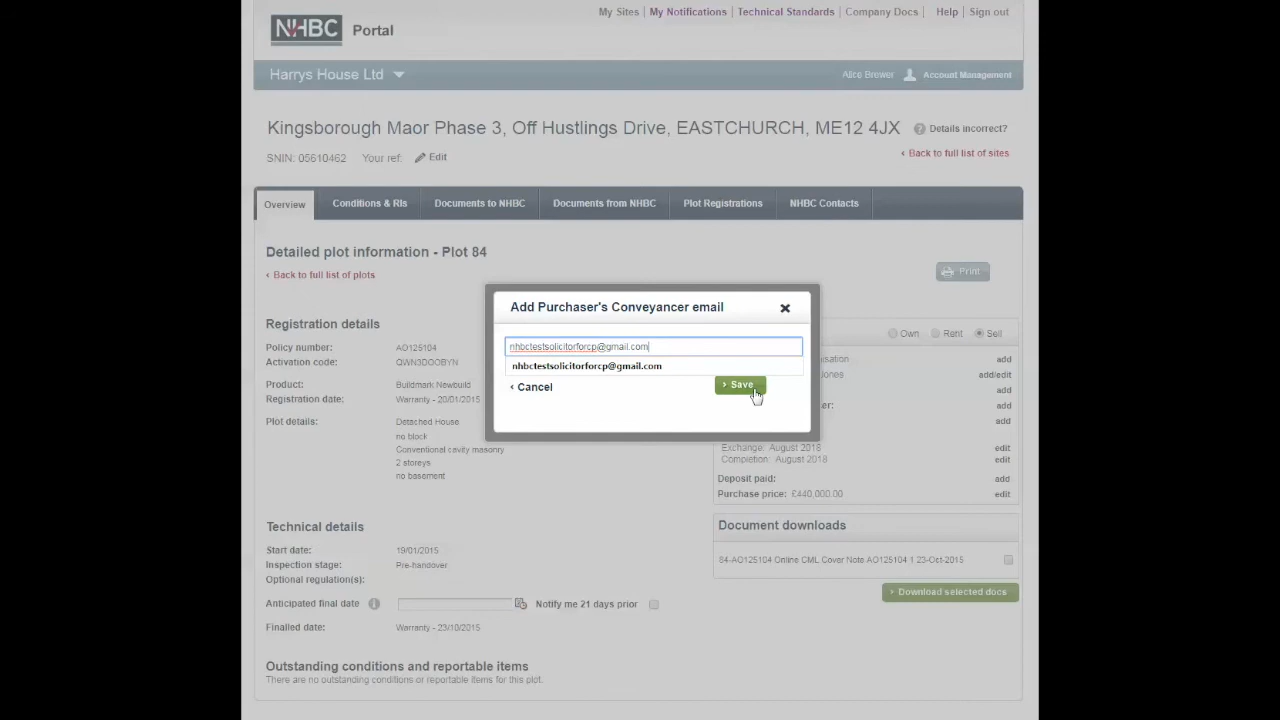 My Sites | My Notifications | Technical Standards | Company Docs | Help | Sign out
NHBC Portal
Harrys House Ltd
Alice Brewer Account Management
Kingsborough Maor Phase 3, Off Hustlings Drive, EASTCHURCH, ME12 4JX
Details incorrect?
SNIN: 05610462 Your ref: Edit
‹ Back to full list of sites
Overview Conditions & RIs Documents to NHBC Documents from NHBC Plot Registrations NHBC Contacts
Detailed plot information - Plot 84
‹ Back to full list of plots
Print
Add Purchaser's Conveyancer email
nhbctestsolicitorforcp@gmail.com
nhbctestsolicitorforcp@gmail.com
‹ Cancel
› Save
Registration details
Policy number: AO125104
Activation code: QWN3DOOBYN
Product: Buildmark Newbuild
Registration date: Warranty - 20/01/2015
Plot details: Detached House
no block
Conventional cavity masonry
2 storeys
no basement
Own Rent Sell
add
add/edit
add
add
add
Exchange: August 2018 edit
Completion: August 2018 edit
Deposit paid: add
Purchase price: £440,000.00 edit
Technical details
Start date: 19/01/2015
Inspection stage: Pre-handover
Optional regulation(s):
Anticipated final date Notify me 21 days prior
Finalled date: Warranty - 23/10/2015
Document downloads
84-AO125104 Online CML Cover Note AO125104 1 23-Oct-2015
› Download selected docs
Outstanding conditions and reportable items
There are no outstanding conditions or reportable items for this plot.